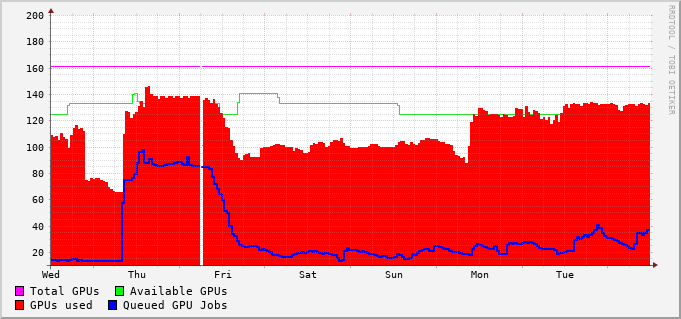 200
180
160
140
120
100
80
60
40
20
Wed Thu Fri Sat Sun Mon Tue
Total GPUs Available GPUs
GPUs used Queued GPU Jobs
RRDTOOL / TOBI OETIKER